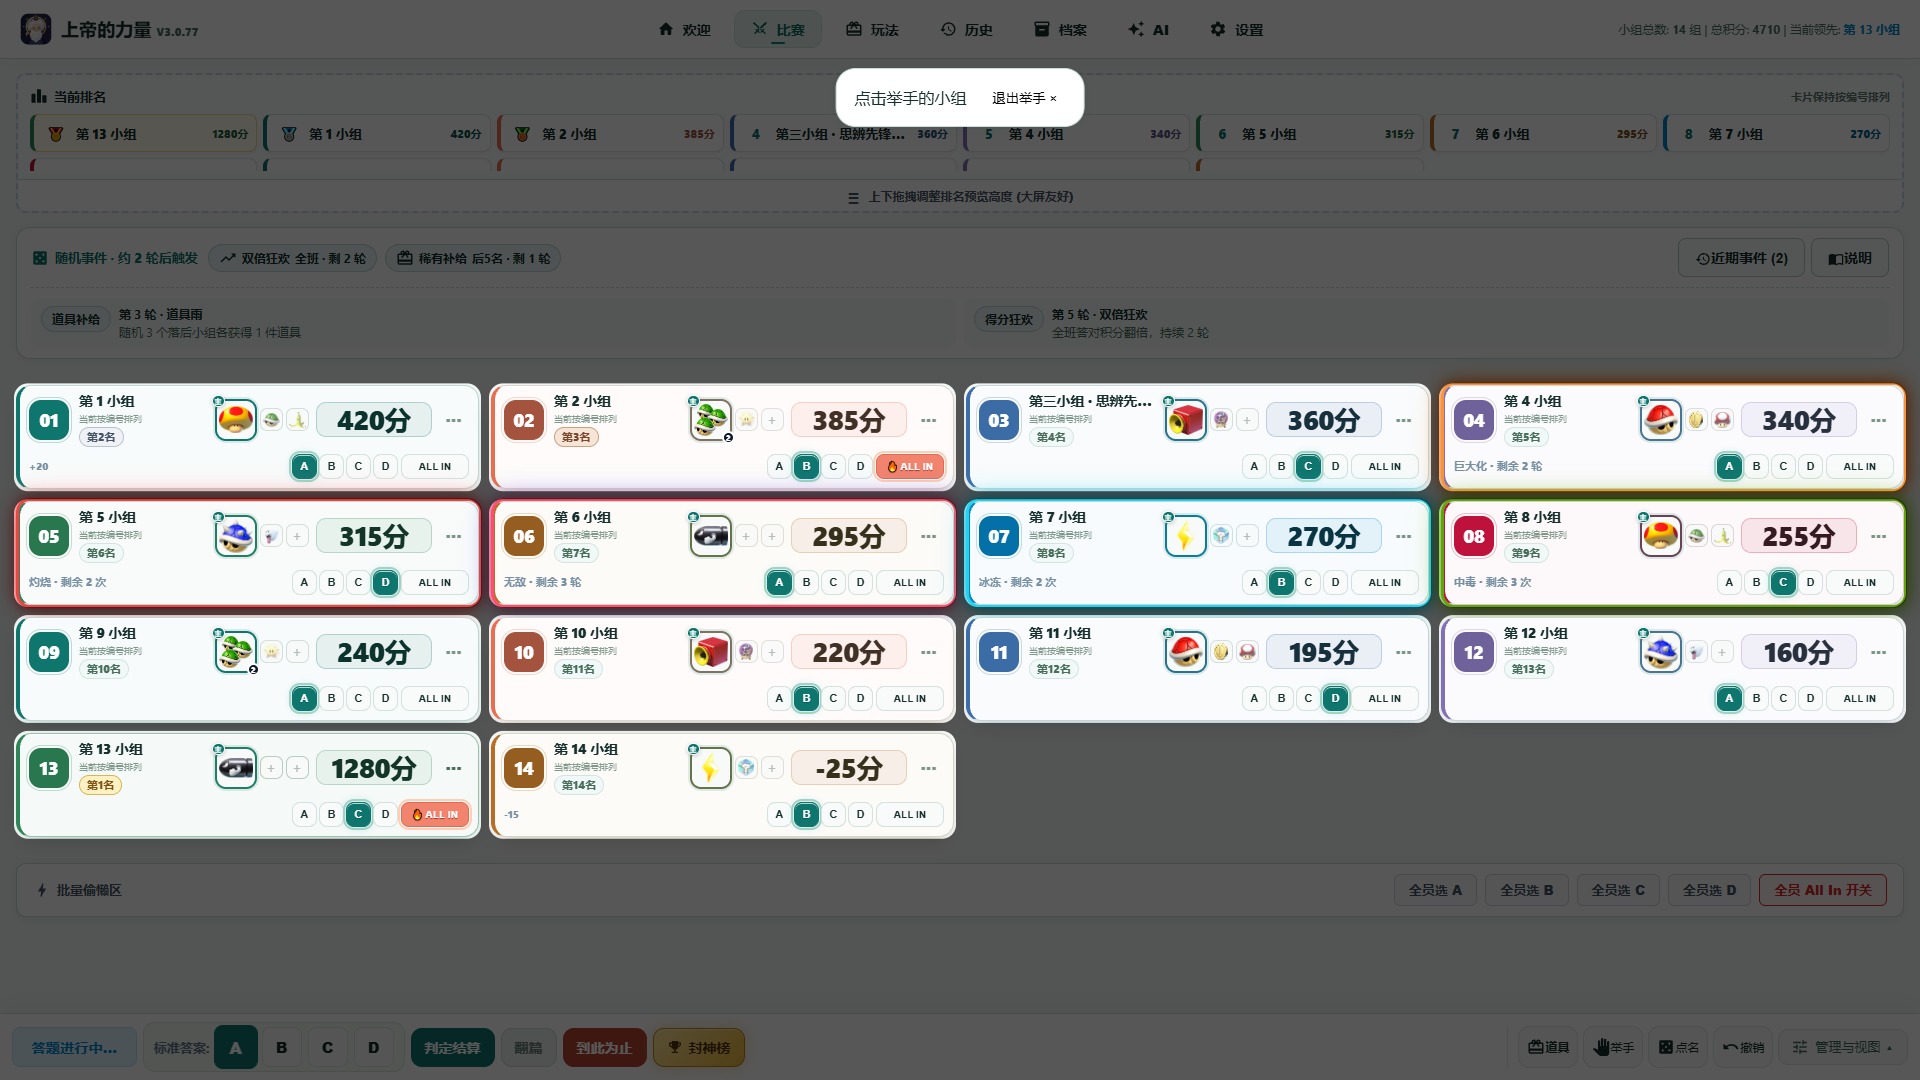 上帝的力量 V3.0.77
欢迎 比赛 玩法 历史 档案 AI 设置
小组总数: 14 组 | 总积分: 4710 | 当前领先: 第 13 小组
点击举手的小组 退出举手 ×
当前排名 卡片保持按编号排列
第 13 小组 1280分 第 1 小组 420分 第 2 小组 385分 4 第三小组 · 思辨先锋... 360分 5 第 4 小组 340分 6 第 5 小组 315分 7 第 6 小组 295分 8 第 7 小组 270分
上下拖拽调整排名预览高度 (大屏友好)
随机事件 · 约 2 轮后触发 双倍狂欢 全班 · 剩 2 轮 稀有补给 后5名 · 剩 1 轮 近期事件 (2) 说明
道具补给 第 3 轮 · 道具雨
随机 3 个落后小组各获得 1 件道具
得分狂欢 第 5 轮 · 双倍狂欢
全班答对积分翻倍，持续 2 轮
01 第 1 小组 当前按编号排列 第2名 主 + 420分 ...
+20 A B C D ALL IN
02 第 2 小组 当前按编号排列 第3名 主 2 + 385分 ...
A B C D ALL IN
03 第三小组 · 思辨先... 当前按编号排列 第4名 主 + 360分 ...
A B C D ALL IN
04 第 4 小组 当前按编号排列 第5名 主 340分 ...
巨大化 · 剩余 2 轮 A B C D ALL IN
05 第 5 小组 当前按编号排列 第6名 主 + 315分 ...
灼烧 · 剩余 2 次 A B C D ALL IN
06 第 6 小组 当前按编号排列 第7名 主 + + 295分 ...
无敌 · 剩余 3 轮 A B C D ALL IN
07 第 7 小组 当前按编号排列 第8名 主 + 270分 ...
冰冻 · 剩余 2 次 A B C D ALL IN
08 第 8 小组 当前按编号排列 第9名 主 255分 ...
中毒 · 剩余 3 次 A B C D ALL IN
09 第 9 小组 当前按编号排列 第10名 主 2 + 240分 ...
A B C D ALL IN
10 第 10 小组 当前按编号排列 第11名 主 + 220分 ...
A B C D ALL IN
11 第 11 小组 当前按编号排列 第12名 主 195分 ...
A B C D ALL IN
12 第 12 小组 当前按编号排列 第13名 主 + 160分 ...
A B C D ALL IN
13 第 13 小组 当前按编号排列 第1名 主 + + 1280分 ...
A B C D ALL IN
14 第 14 小组 当前按编号排列 第14名 主 + -25分 ...
-15 A B C D ALL IN
批量偷懒区 全员选 A 全员选 B 全员选 C 全员选 D 全员 All In 开关
答题进行中... 标准答案: A B C D 判定结算 翻篇 到此为止 封神榜 道具 举手 点名 撤销 管理与视图